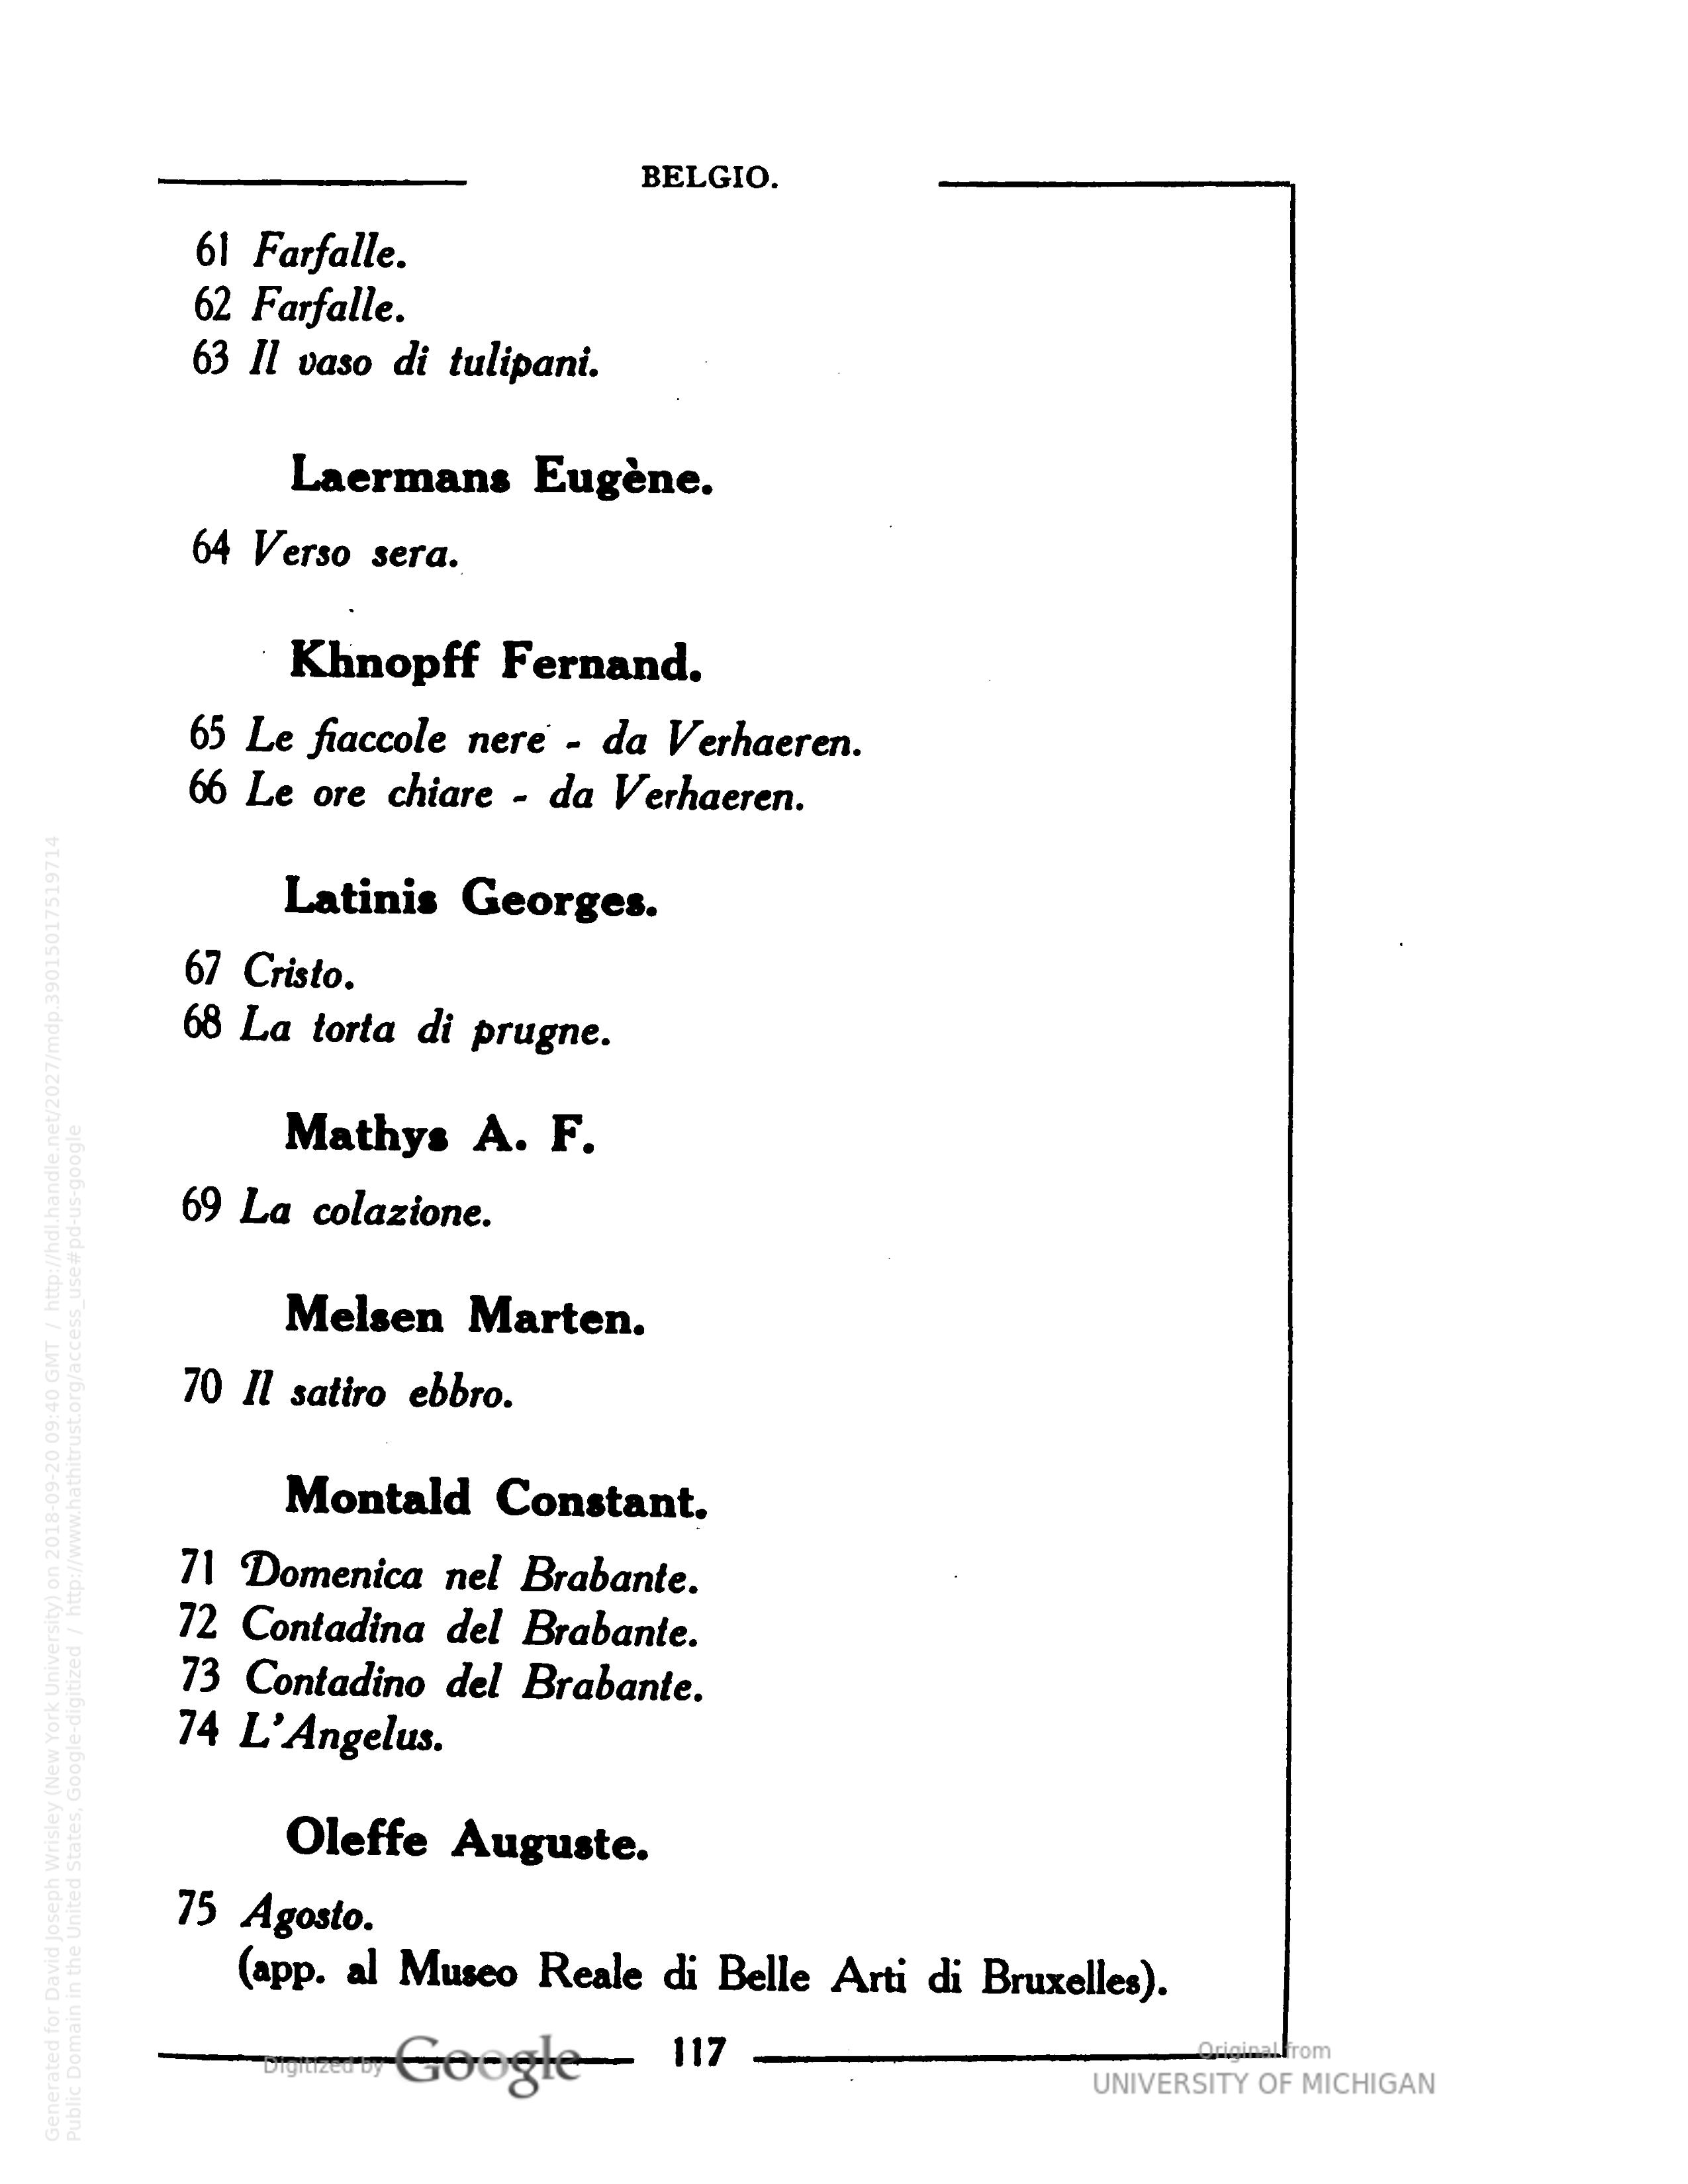 BELGIO.
61 Farfalle.
62 Farfalle.
63 Il vaso di tulipani.
Laermans Eugène.
64 Verso sera.
Khnopff Fernand.
65 Le fiaccole nere - da Verhaeren.
66 Le ore chiare - da Verhaeren.
Latinis Georges.
67 Cristo.
68 La torta di prugne.
Mathys A. F.
69 La colazione.
Melsen Marten.
70 Il satiro ebbro.
Montald Constant.
71 Domenica nel Brabante.
72 Contadina del Brabante.
73 Contadino del Brabante.
74 L'Angelus.
Oleffe Auguste.
75 Agosto.
(app. al Museo Reale di Belle Arti di Bruxelles).
117
Digitized by Google
Original from
UNIVERSITY OF MICHIGAN
Generated for David Joseph Wrisley (New York University) on 2018-09-20 09:40 GMT / http://hdl.handle.net/2027/mdp.39015017519714
Public Domain in the United States, Google-digitized / http://www.hathitrust.org/access_use#pd-us-google